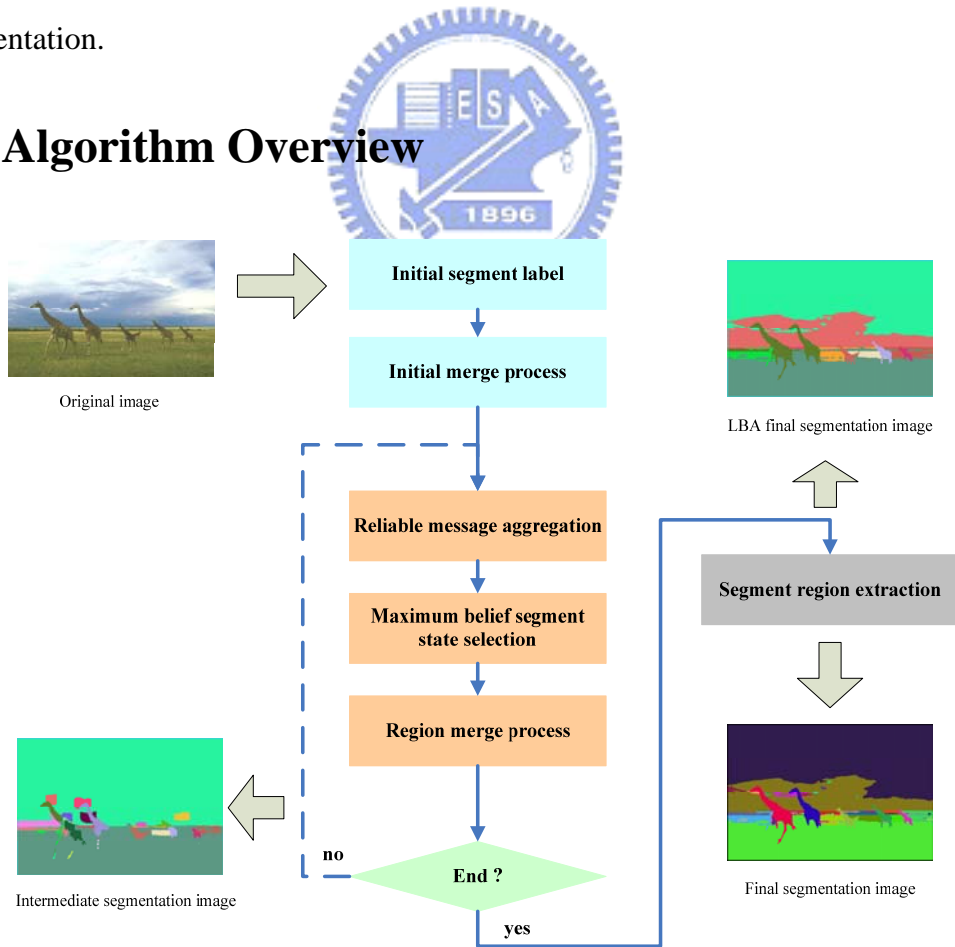 entation.
Algorithm Overview
ESA
1896
Initial segment label
Initial merge process
Original image
LBA final segmentation image
Reliable message aggregation
Segment region extraction
Maximum belief segment
state selection
Region merge process
no
End ?
Intermediate segmentation image
Final segmentation image
yes